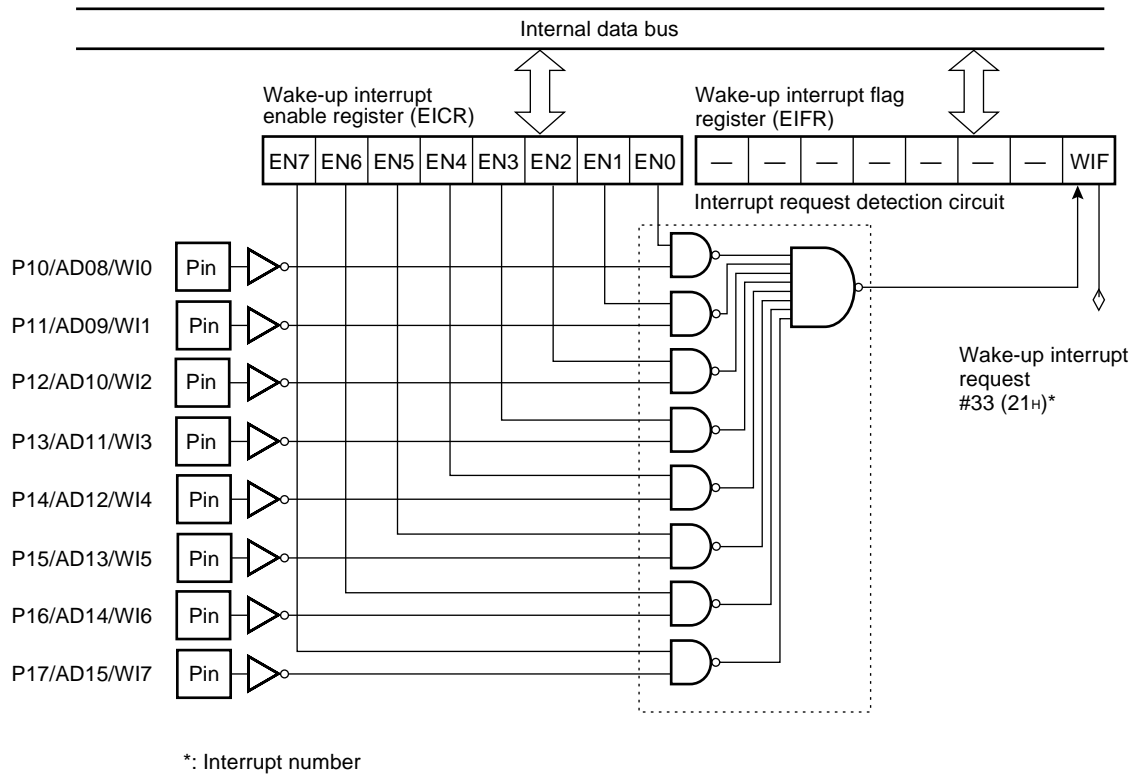 Internal data bus
Wake-up interrupt
enable register (EICR)
Wake-up interrupt flag
register (EIFR)
EN7 EN6 EN5 EN4 EN3 EN2 EN1 EN0
— — — — — — — WIF
Interrupt request detection circuit
P10/AD08/WI0 Pin
P11/AD09/WI1 Pin
P12/AD10/WI2 Pin
P13/AD11/WI3 Pin
P14/AD12/WI4 Pin
P15/AD13/WI5 Pin
P16/AD14/WI6 Pin
P17/AD15/WI7 Pin
Wake-up interrupt
request
#33 (21H)*
*: Interrupt number